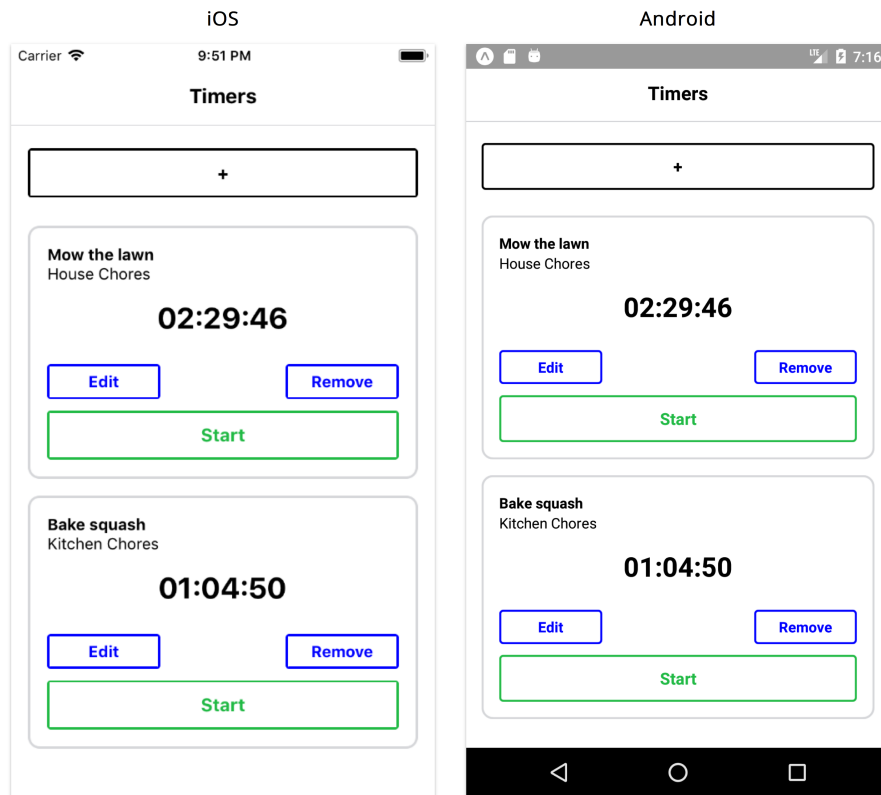 iOS
Carrier 9:51 PM
Timers
+
Mow the lawn
House Chores
02:29:46
Edit Remove
Start
Bake squash
Kitchen Chores
01:04:50
Edit Remove
Start
Android
LTE 7:16
Timers
+
Mow the lawn
House Chores
02:29:46
Edit Remove
Start
Bake squash
Kitchen Chores
01:04:50
Edit Remove
Start